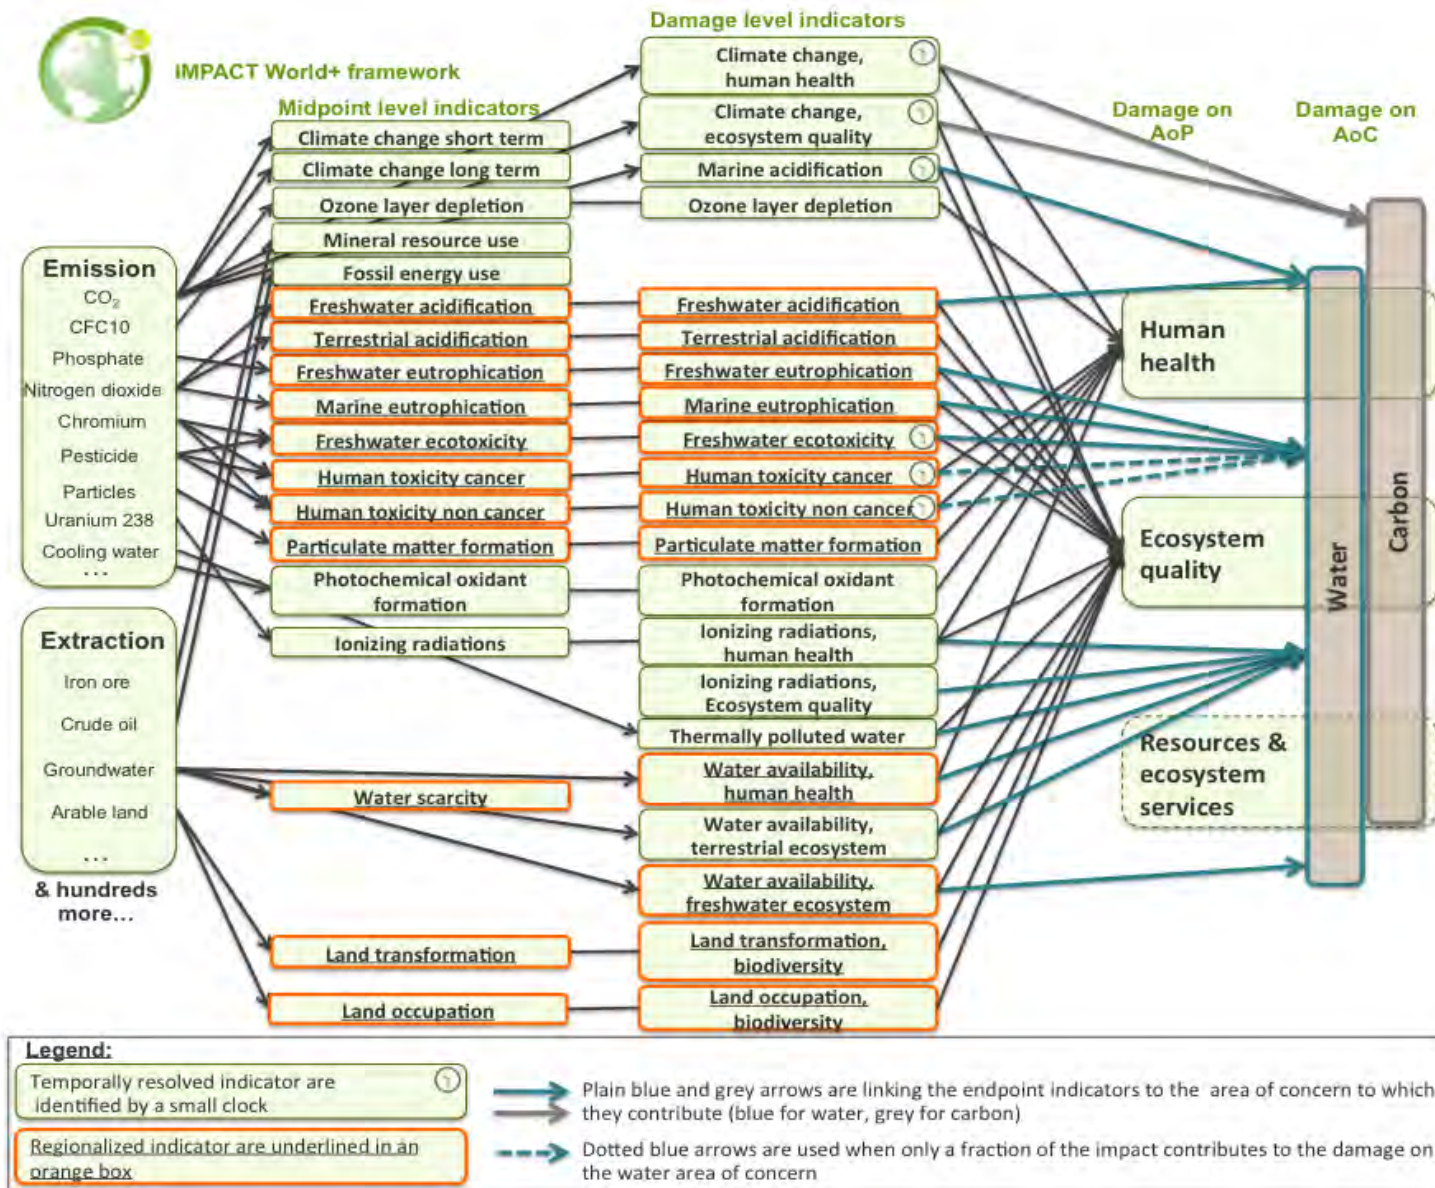 IMPACT World+ framework
Midpoint level indicators
Damage level indicators
Damage on
AoP
Damage on
AoC
Emission
CO₂
CFC10
Phosphate
Nitrogen dioxide
Chromium
Pesticide
Particles
Uranium 238
Cooling water
...
Extraction
Iron ore
Crude oil
Groundwater
Arable land
...
& hundreds
more...
Climate change short term
Climate change long term
Ozone layer depletion
Mineral resource use
Fossil energy use
Freshwater acidification
Terrestrial acidification
Freshwater eutrophication
Marine eutrophication
Freshwater ecotoxicity
Human toxicity cancer
Human toxicity non cancer
Particulate matter formation
Photochemical oxidant
formation
Ionizing radiations
Water scarcity
Land transformation
Land occupation
Climate change,
human health
Climate change,
ecosystem quality
Marine acidification
Ozone layer depletion
Freshwater acidification
Terrestrial acidification
Freshwater eutrophication
Marine eutrophication
Freshwater ecotoxicity
Human toxicity cancer
Human toxicity non cancer
Particulate matter formation
Photochemical oxidant
formation
Ionizing radiations,
human health
Ionizing radiations,
Ecosystem quality
Thermally polluted water
Water availability,
human health
Water availability,
terrestrial ecosystem
Water availability,
freshwater ecosystem
Land transformation,
biodiversity
Land occupation,
biodiversity
Human
health
Ecosystem
quality
Resources &
ecosystem
services
Water
Carbon
Legend:
Temporally resolved indicator are
identified by a small clock
Regionalized indicator are underlined in an
orange box
Plain blue and grey arrows are linking the endpoint indicators to the area of concern to which
they contribute (blue for water, grey for carbon)
Dotted blue arrows are used when only a fraction of the impact contributes to the damage on
the water area of concern